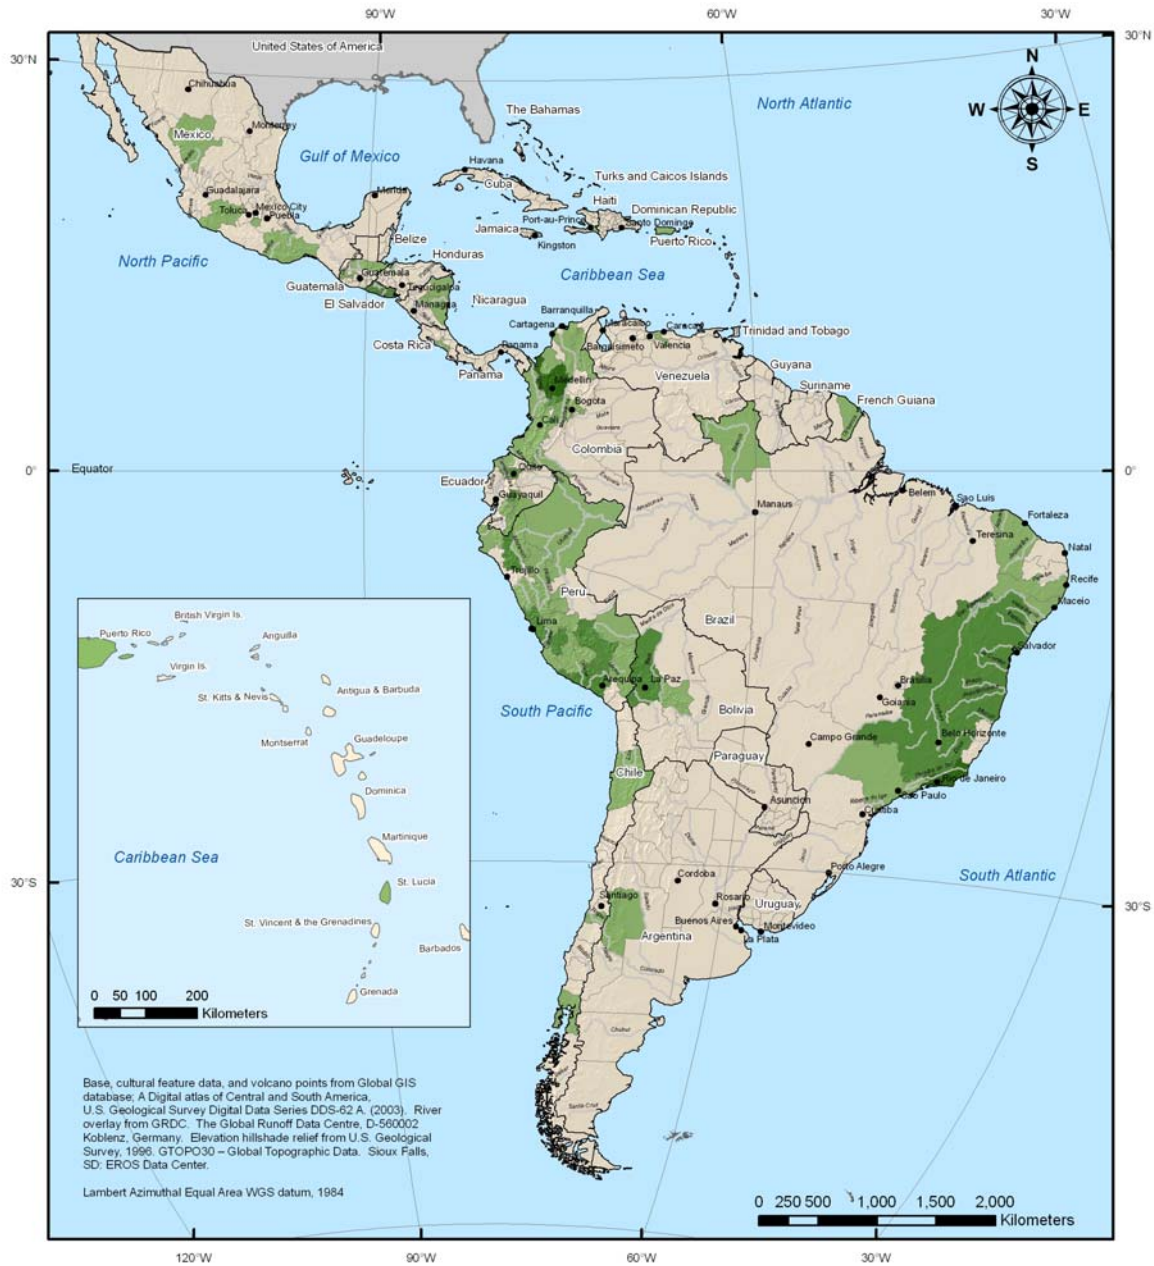 90°W
60°W
30°W
30°N
30°N
United States of America
N
W
E
S
Chihuahua
North Atlantic
The Bahamas
Monterrey
Mexico
Gulf of Mexico
Havana
Cuba
Turks and Caicos Islands
Merida
Guadalajara
Haiti
Toluca
Mexico City
Puebla
Port-au-Prince
Dominican Republic
Santo Domingo
Jamaica
Kingston
Puerto Rico
Belize
Honduras
North Pacific
Caribbean Sea
Guatemala
Guatemala
Tegucigalpa
El Salvador
Managua
Nicaragua
Barranquilla
Cartagena
Maracaibo
Caracas
Trinidad and Tobago
Costa Rica
Panama
Barquisimeto
Valencia
Panama
Guyana
Venezuela
Medellin
Suriname
Bogota
French Guiana
Cali
Colombia
0°
Equator
0°
Quito
Ecuador
Guayaquil
Belem
Sao Luis
Manaus
Fortaleza
Teresina
Natal
Trujillo
Recife
Peru
Maceio
Lima
Brazil
Salvador
Arequipa
La Paz
Brasilia
Goiania
South Pacific
Bolivia
Belo Horizonte
Campo Grande
Paraguay
Chile
Rio de Janeiro
Sao Paulo
Asuncion
Curitiba
Porto Alegre
South Atlantic
30°S
30°S
Cordoba
Santiago
Rosario
Uruguay
Buenos Aires
Montevideo
La Plata
Argentina
Colorado
Chubut
Santa Cruz
British Virgin Is.
Puerto Rico
Anguilla
Virgin Is.
St. Kitts & Nevis
Antigua & Barbuda
Montserrat
Guadeloupe
Dominica
Martinique
Caribbean Sea
St. Lucia
St. Vincent & the Grenadines
Barbados
Grenada
0 50 100 200
Kilometers
Base, cultural feature data, and volcano points from Global GIS
database; A Digital atlas of Central and South America,
U.S. Geological Survey Digital Data Series DDS-62 A. (2003). River
overlay from GRDC. The Global Runoff Data Centre, D-560002
Koblenz, Germany. Elevation hillshade relief from U.S. Geological
Survey, 1996. GTOPO30 – Global Topographic Data. Sioux Falls,
SD: EROS Data Center.
Lambert Azimuthal Equal Area WGS datum, 1984
0 250 500 1,000 1,500 2,000
Kilometers
120°W
90°W
60°W
30°W